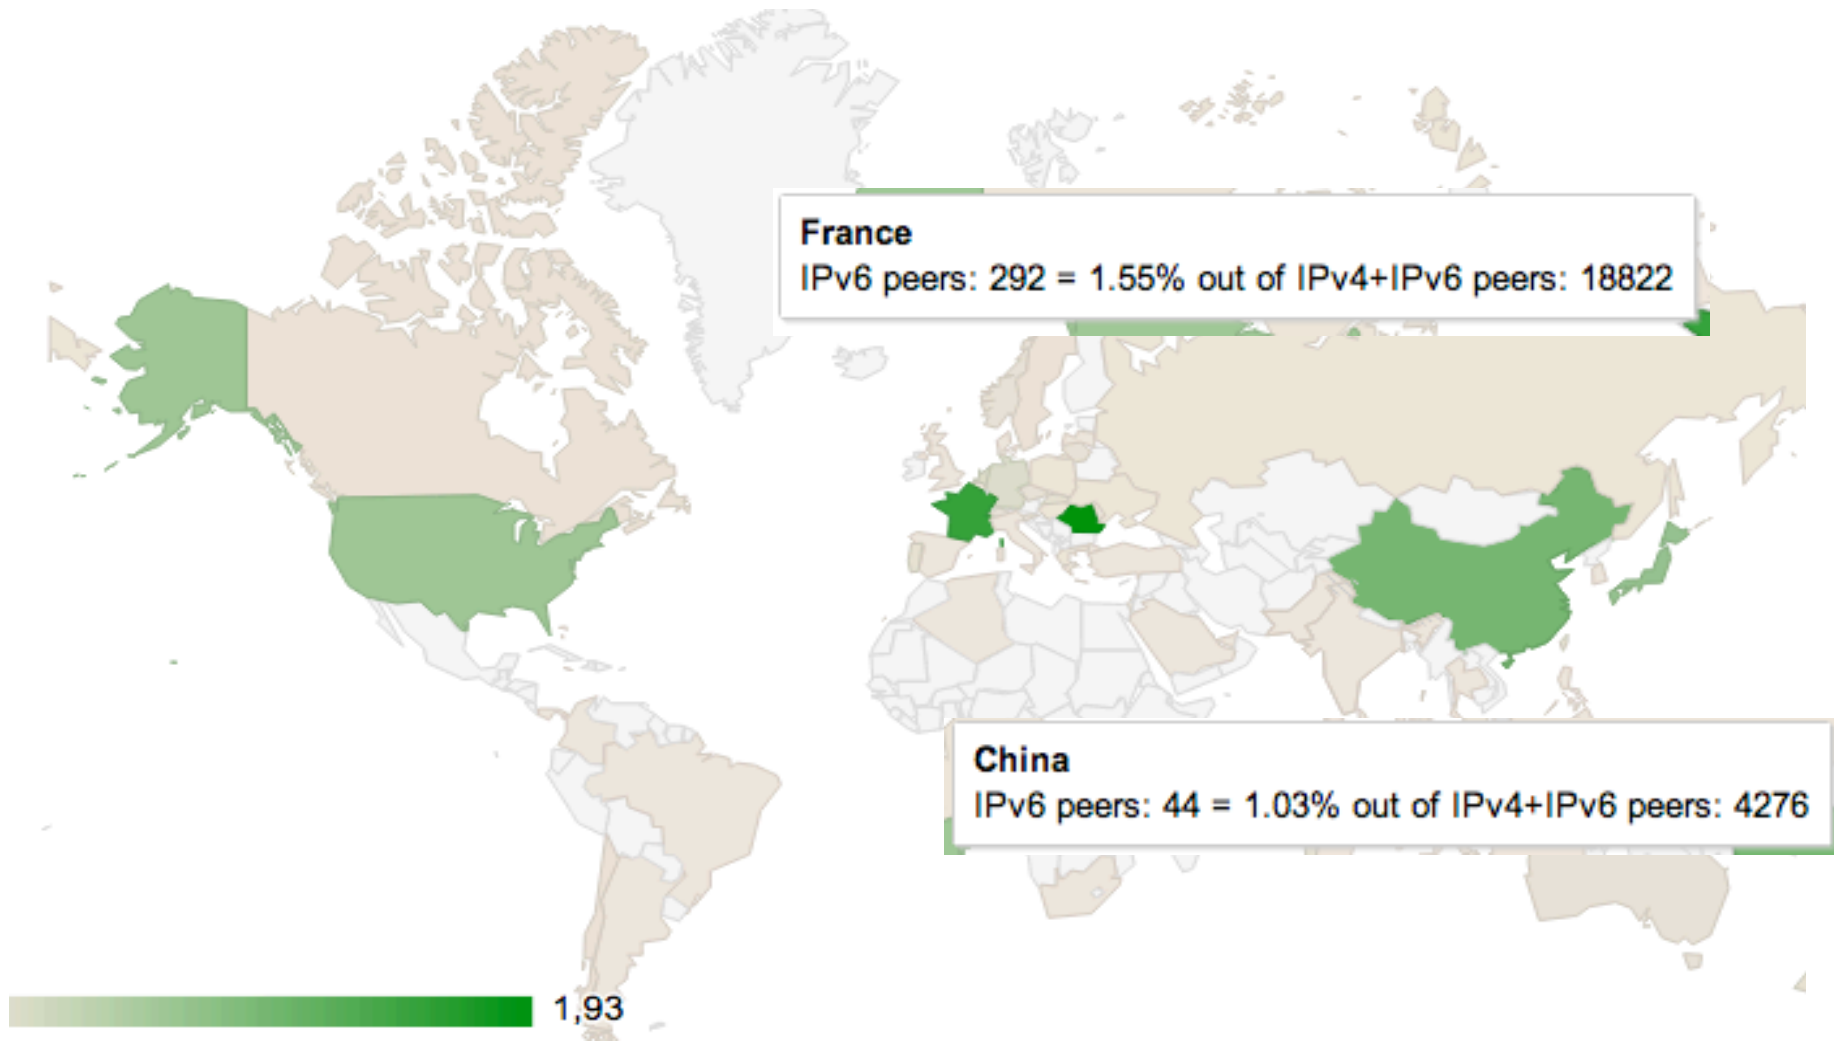 France
IPv6 peers: 292 = 1.55% out of IPv4+IPv6 peers: 18822
China
IPv6 peers: 44 = 1.03% out of IPv4+IPv6 peers: 4276
1,93